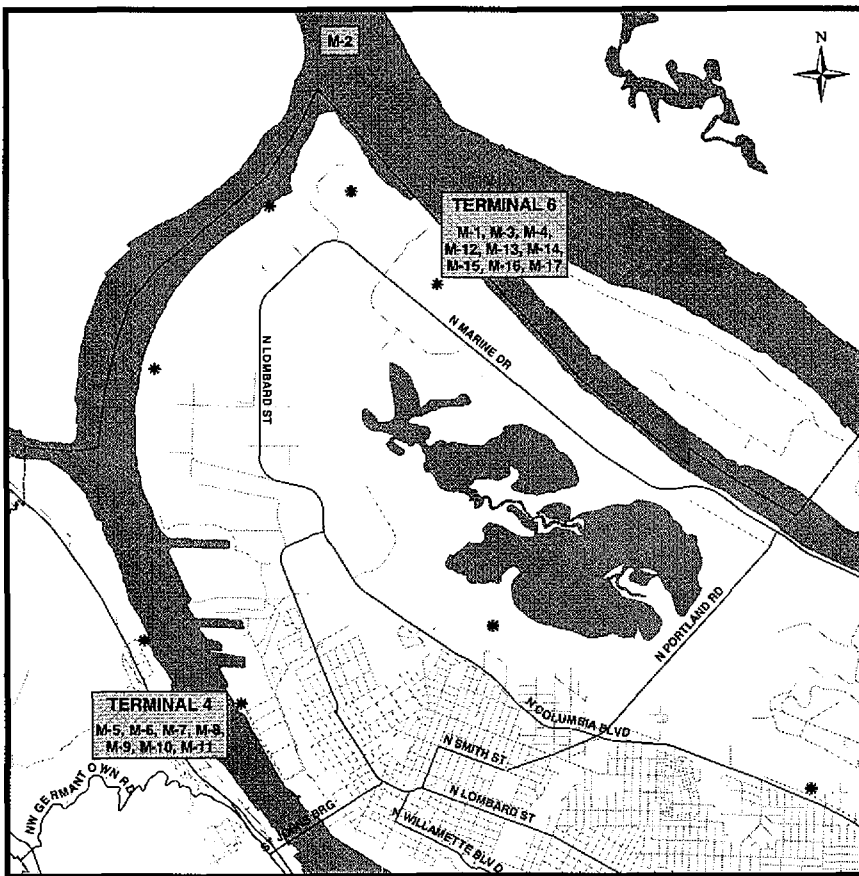 M-2
N
TERMINAL 6
M-1, M-3, M-4,
M-12, M-13, M-14,
M-15, M-16, M-17
N MARINE DR
N LOMBARD ST
N PORTLAND RD
TERMINAL 4
M-5, M-6, M-7, M-8,
M-9, M-10, M-11
N COLUMBIA BLVD
N SMITH ST
N LOMBARD ST
NW GERMANTOWN RD
N WILLAMETTE BLVD
BRG